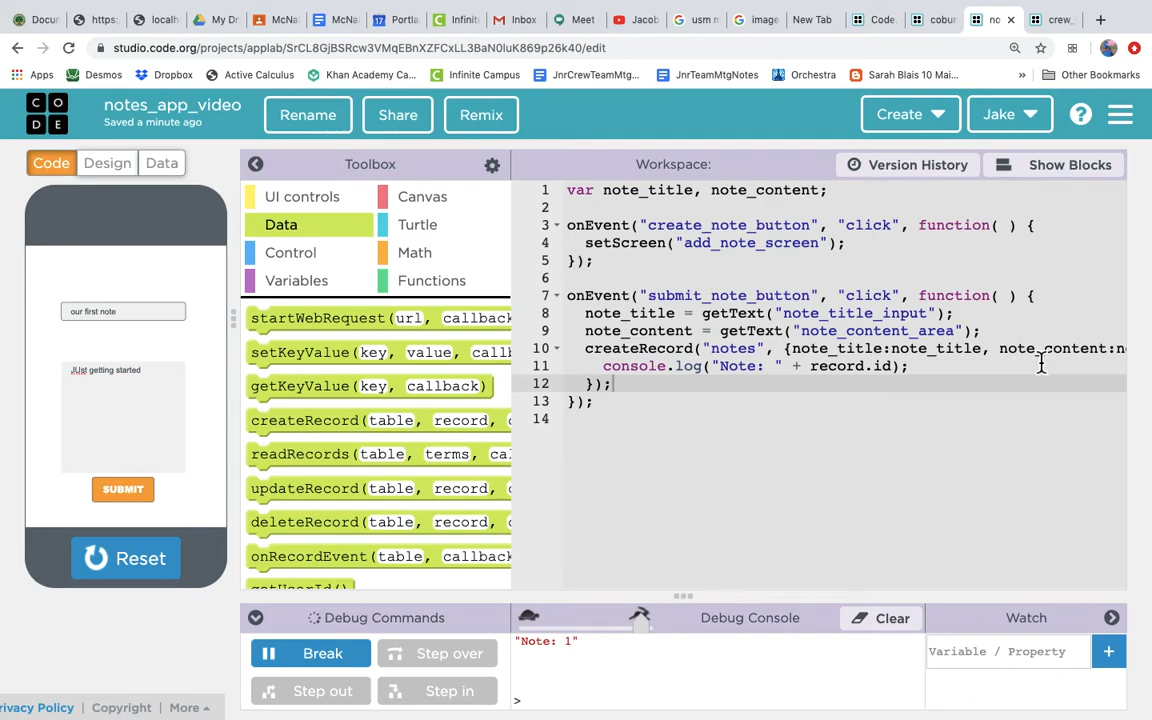 Docun
https:
localh
My Dr
McNa
McNa
17 Portla
Infinit
Inbox
Meet
Jacob
usm n
image
New Tab
Code.
cobur
no
crew_
studio.code.org/projects/applab/SrCL8GjBSRcw3VMqEBnXZFCxLL3BaN0IuK869p26k40/edit
Apps
Desmos
Dropbox
Active Calculus
Khan Academy Ca...
Infinite Campus
JnrCrewTeamMtg...
JnrTeamMtgNotes
Orchestra
Sarah Blais 10 Mai...
»
Other Bookmarks
C O
D E
notes_app_video
Saved a minute ago
Rename
Share
Remix
Create
Jake
?
Code
Design
Data
Toolbox
Workspace:
Version History
Show Blocks
our first note
JUst getting started
SUBMIT
Reset
UI controls
Canvas
Data
Turtle
Control
Math
Variables
Functions
startWebRequest(url, callback
setKeyValue(key, value, callb
getKeyValue(key, callback)
createRecord(table, record, c
readRecords(table, terms, cal
updateRecord(table, record, c
deleteRecord(table, record, c
onRecordEvent(table, callback
getUserId()
1 var note_title, note_content;
2
3 onEvent("create_note_button", "click", function( ) {
4 setScreen("add_note_screen");
5 });
6
7 onEvent("submit_note_button", "click", function( ) {
8 note_title = getText("note_title_input");
9 note_content = getText("note_content_area");
10 createRecord("notes", {note_title:note_title, note_content:n
11 console.log("Note: " + record.id);
12 });
13 });
14
Debug Commands
Break
Step over
Step out
Step in
Debug Console
Clear
"Note: 1"
>
Watch
Variable / Property
+
rivacy Policy | Copyright | More